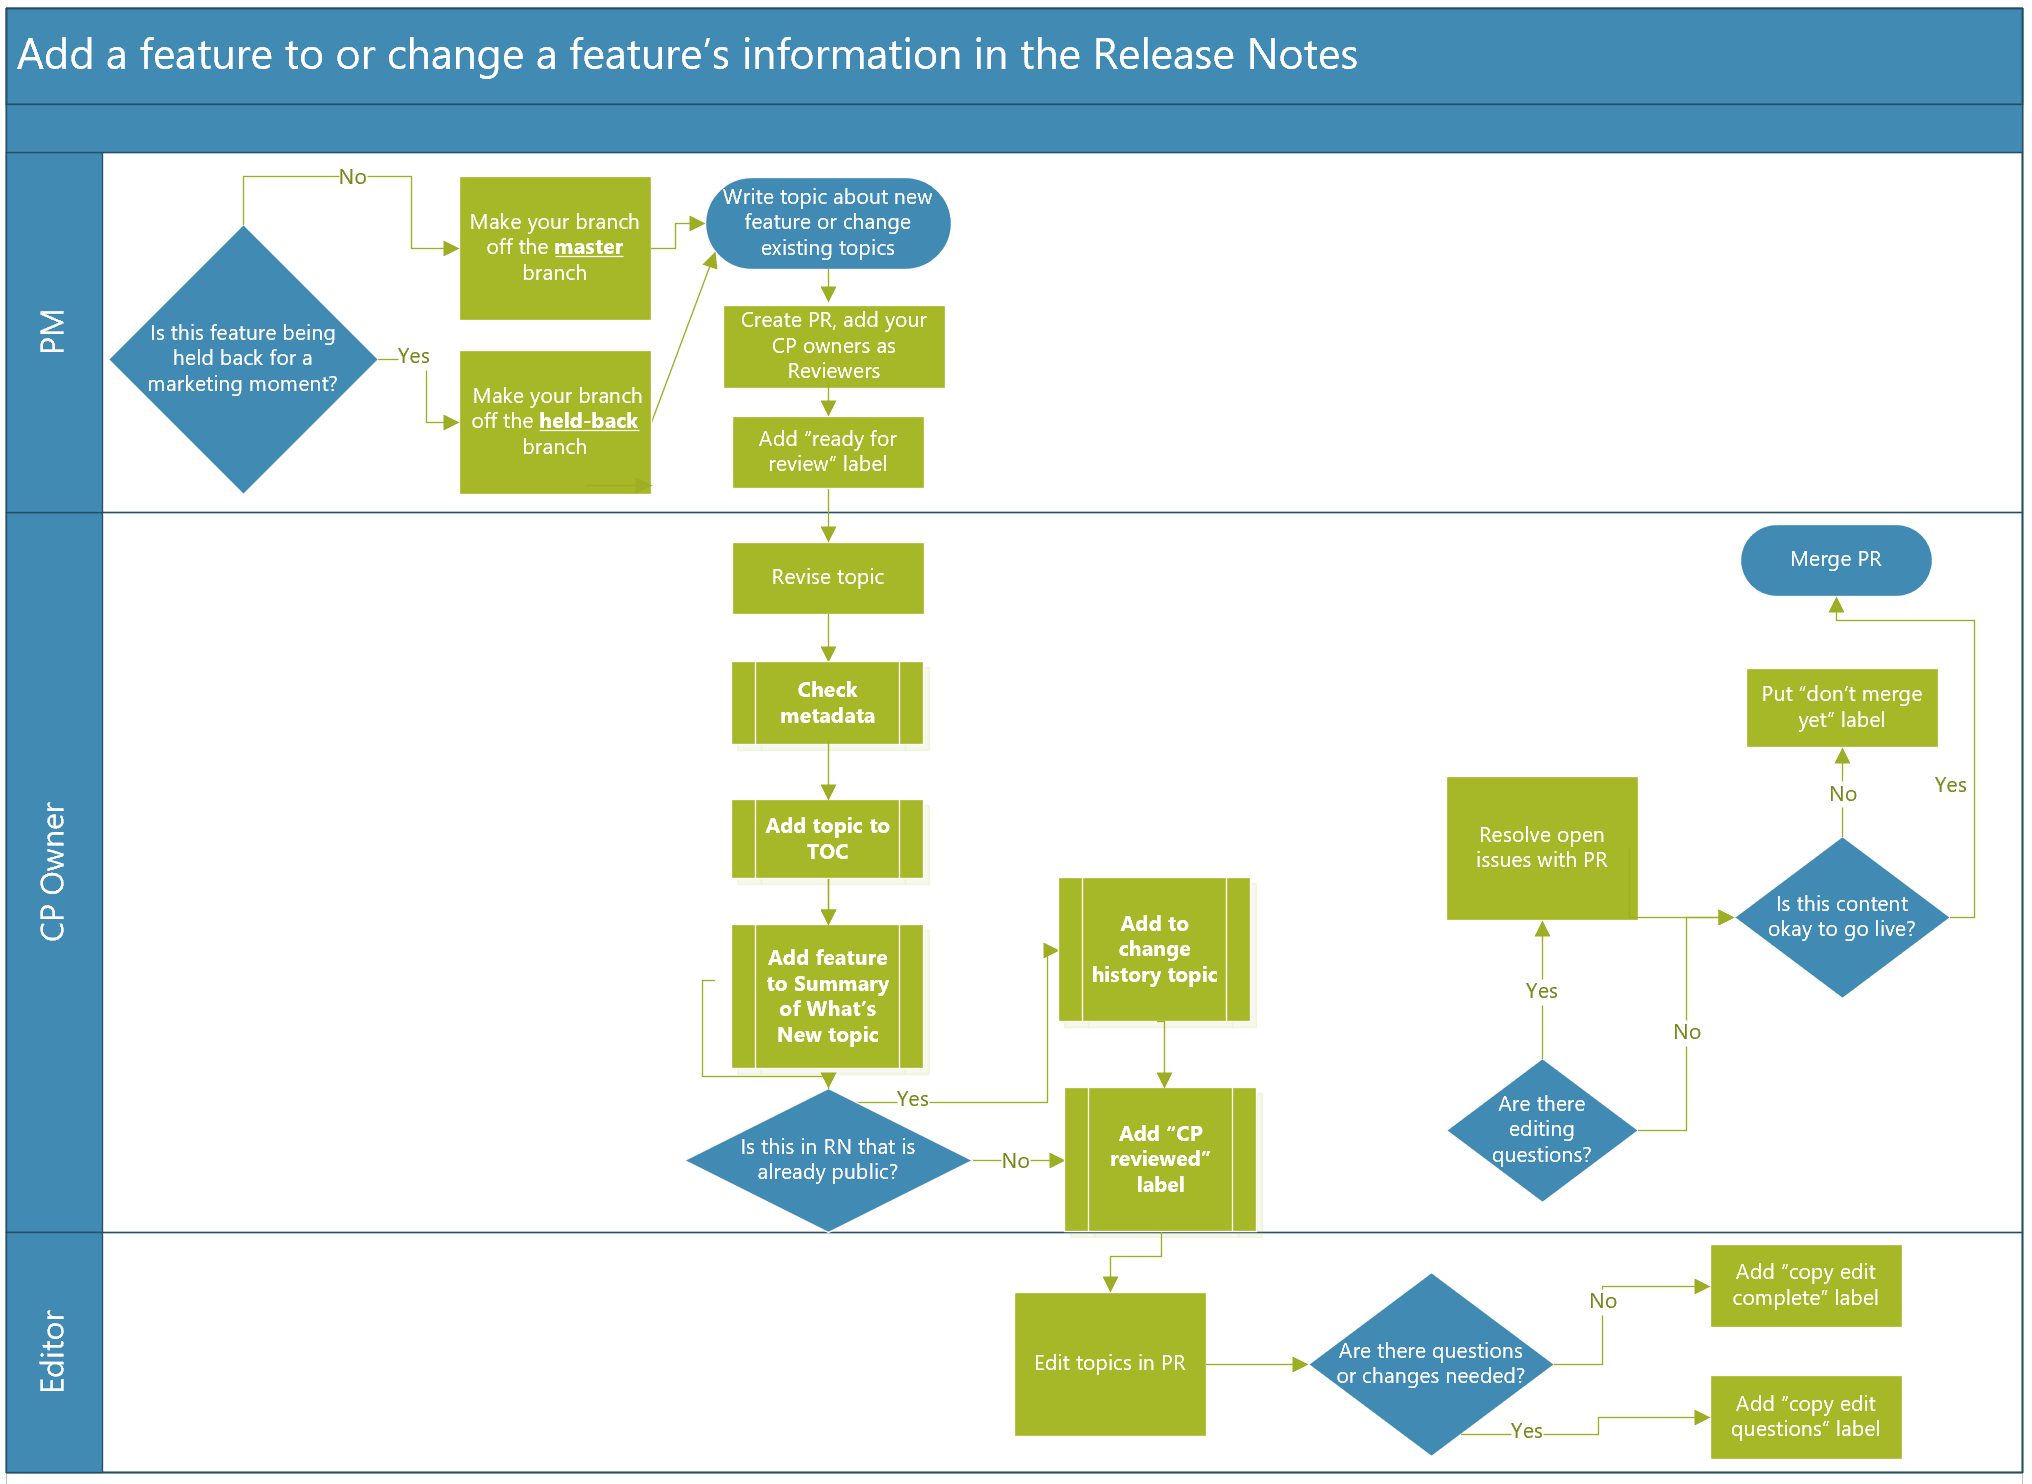 Add a feature to or change a feature’s information in the Release Notes
PM
No
Is this feature being
held back for a
marketing moment?
Yes
Make your branch
off the master
branch
Make your branch
off the held-back
branch
Write topic about new
feature or change
existing topics
Create PR, add your
CP owners as
Reviewers
Add “ready for
review” label
CP Owner
Revise topic
Check
metadata
Add topic to
TOC
Add feature
to Summary
of What’s
New topic
Is this in RN that is
already public?
Yes
No
Add to
change
history topic
Add “CP
reviewed”
label
Are there
editing
questions?
Yes
No
Resolve open
issues with PR
Is this content
okay to go live?
No
Yes
Put “don’t merge
yet” label
Merge PR
Editor
Edit topics in PR
Are there questions
or changes needed?
No
Yes
Add “copy edit
complete” label
Add “copy edit
questions” label